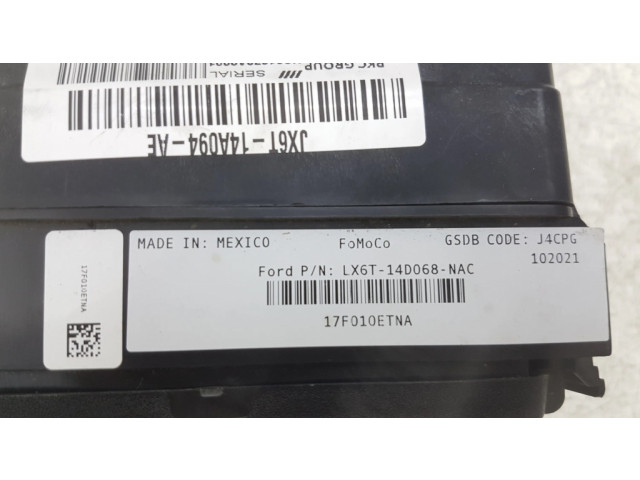 PKC GROUP
SERIAL
JX6T-14A094-AE
MADE IN: MEXICO
FoMoCo
GSDB CODE: J4CPG
102021
Ford P/N: LX6T-14D068-NAC
17F010ETNA
17F010ETNA